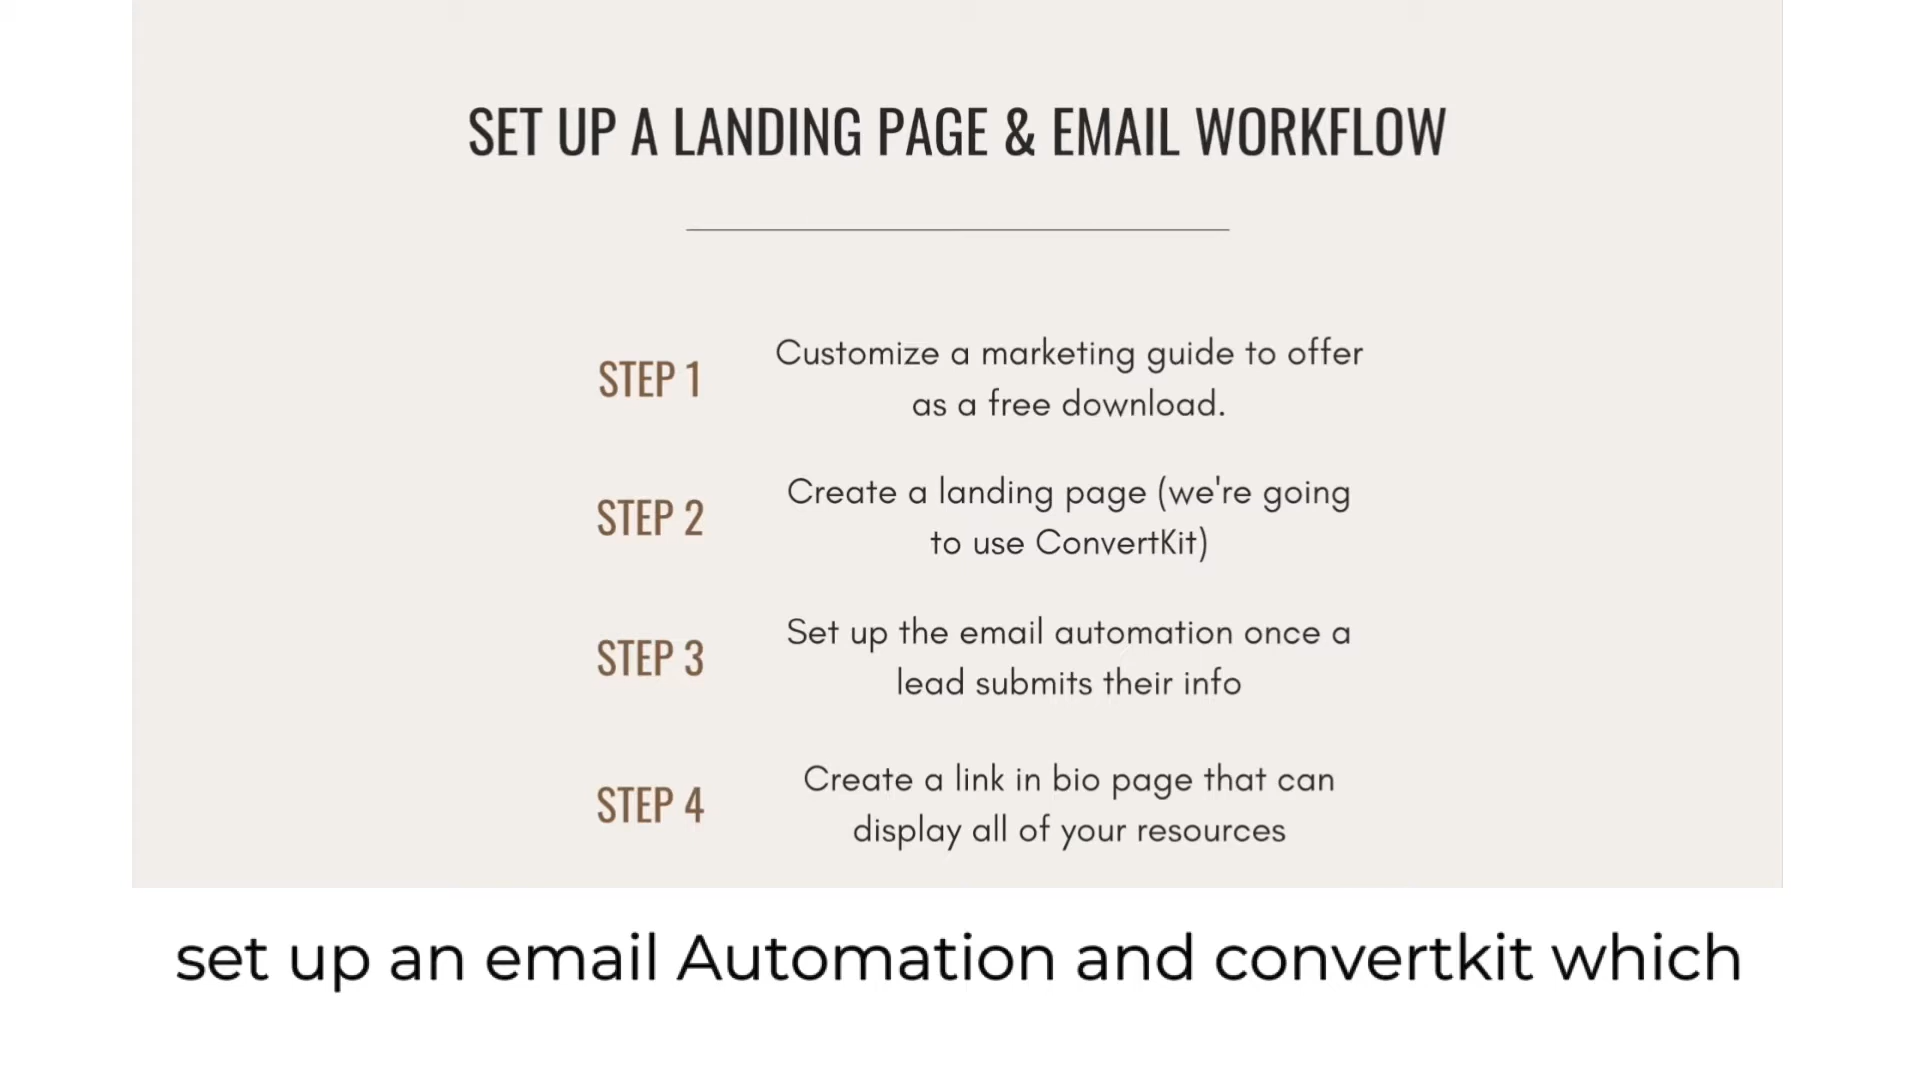 SET UP A LANDING PAGE & EMAIL WORKFLOW
STEP 1
Customize a marketing guide to offer
as a free download.
STEP 2
Create a landing page (we're going
to use ConvertKit)
STEP 3
Set up the email automation once a
lead submits their info
STEP 4
Create a link in bio page that can
display all of your resources
set up an email Automation and convertkit which